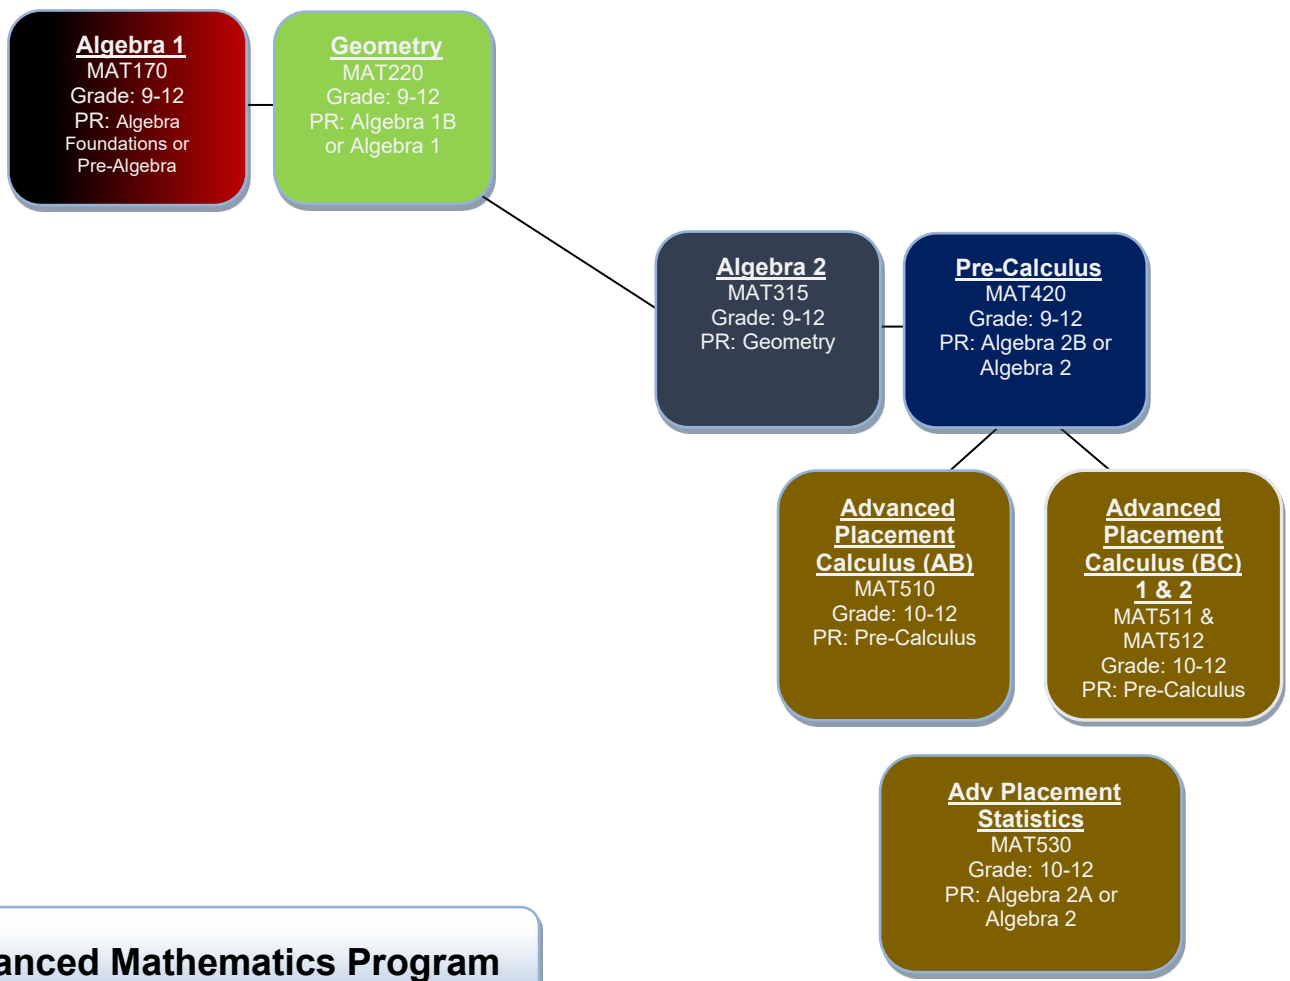 Algebra 1
MAT170
Grade: 9-12
PR: Algebra
Foundations or
Pre-Algebra
Geometry
MAT220
Grade: 9-12
PR: Algebra 1B
or Algebra 1
Algebra 2
MAT315
Grade: 9-12
PR: Geometry
Pre-Calculus
MAT420
Grade: 9-12
PR: Algebra 2B or
Algebra 2
Advanced
Placement
Calculus (AB)
MAT510
Grade: 10-12
PR: Pre-Calculus
Advanced
Placement
Calculus (BC)
1 & 2
MAT511 &
MAT512
Grade: 10-12
PR: Pre-Calculus
Adv Placement
Statistics
MAT530
Grade: 10-12
PR: Algebra 2A or
Algebra 2
anced Mathematics Program